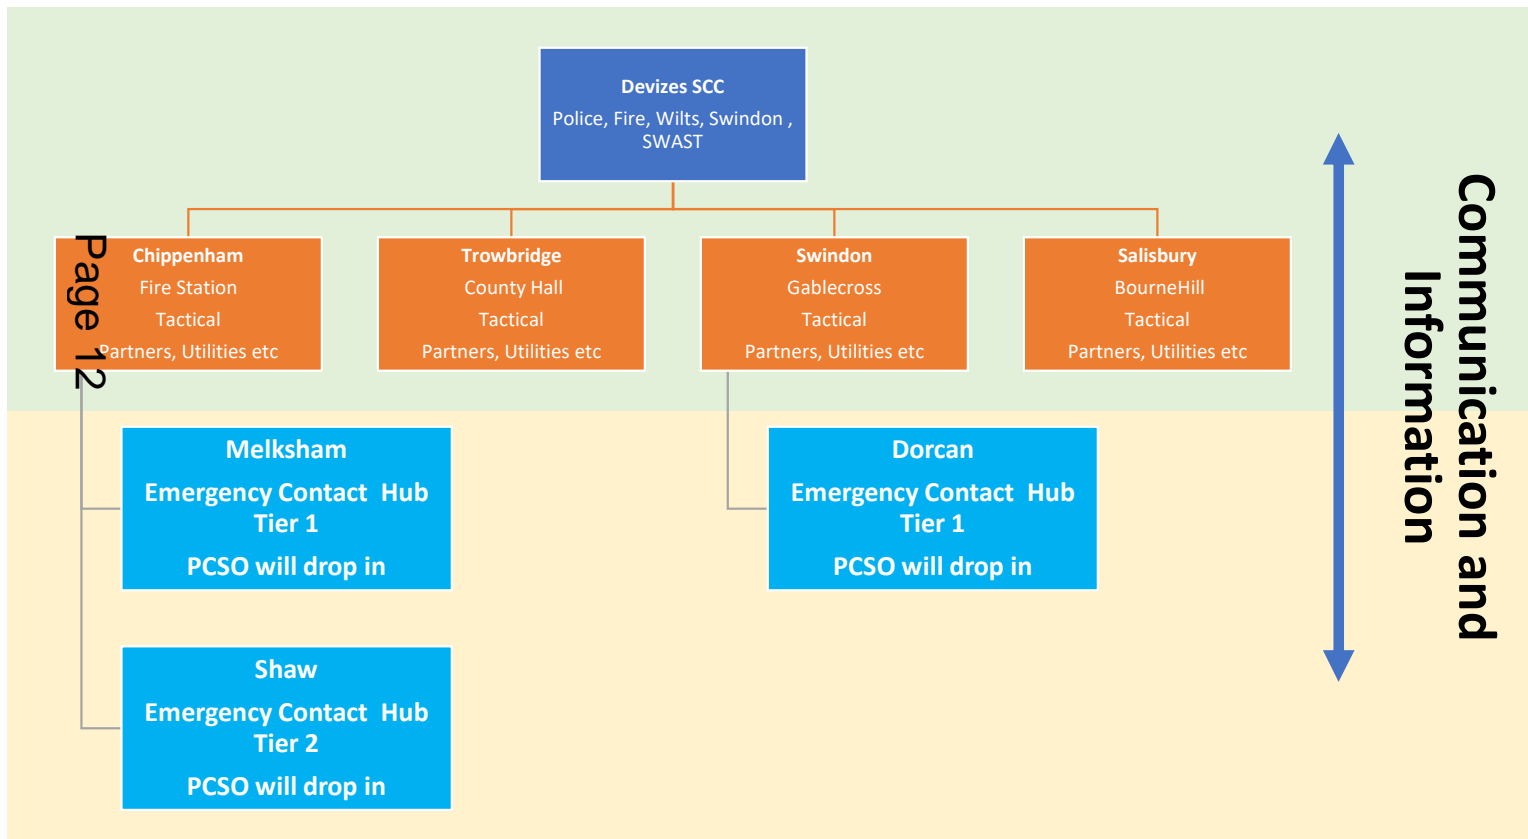 Devizes SCC
Police, Fire, Wilts, Swindon ,
SWAST
Chippenham
Fire Station
Tactical
Partners, Utilities etc
Trowbridge
County Hall
Tactical
Partners, Utilities etc
Swindon
Gablecross
Tactical
Partners, Utilities etc
Salisbury
BourneHill
Tactical
Partners, Utilities etc
Page 12
Melksham
Emergency Contact Hub
Tier 1
PCSO will drop in
Dorcan
Emergency Contact Hub
Tier 1
PCSO will drop in
Shaw
Emergency Contact Hub
Tier 2
PCSO will drop in
Communication and
Information